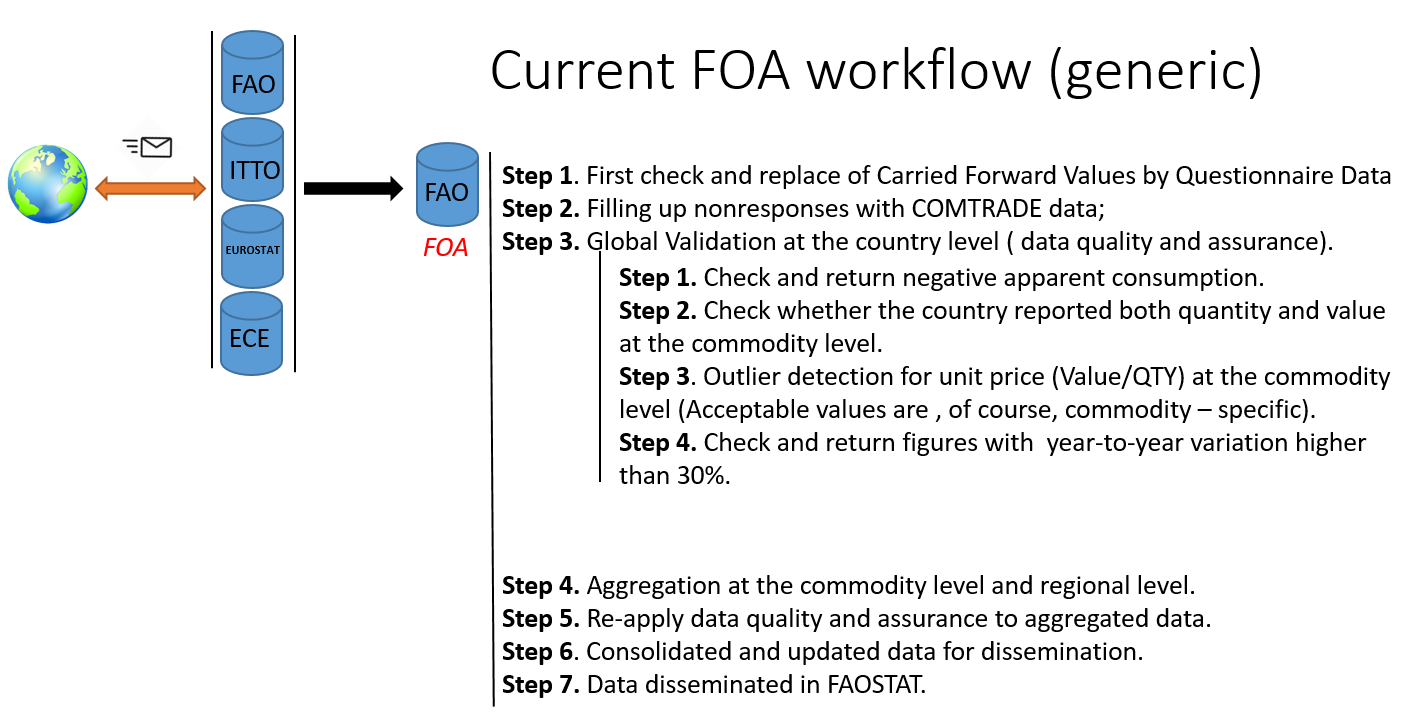 Current FOA workflow (generic)
FAO
ITTO
EUROSTAT
ECE
FAO
FOA
Step 1. First check and replace of Carried Forward Values by Questionnaire Data
Step 2. Filling up nonresponses with COMTRADE data;
Step 3. Global Validation at the country level ( data quality and assurance).
Step 1. Check and return negative apparent consumption.
Step 2. Check whether the country reported both quantity and value
at the commodity level.
Step 3. Outlier detection for unit price (Value/QTY) at the commodity
level (Acceptable values are , of course, commodity – specific).
Step 4. Check and return figures with  year-to-year variation higher
than 30%.
Step 4. Aggregation at the commodity level and regional level.
Step 5. Re-apply data quality and assurance to aggregated data.
Step 6. Consolidated and updated data for dissemination.
Step 7. Data disseminated in FAOSTAT.